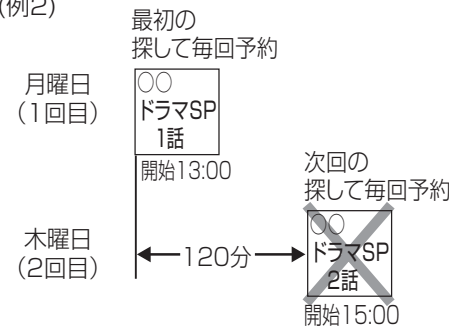 (例2)
最初の
探して毎回予約
月曜日
(1回目)
○○
ドラマSP
1話
開始13:00
次回の
探して毎回予約
木曜日
(2回目)
120分
○○
ドラマSP
2話
開始15:00